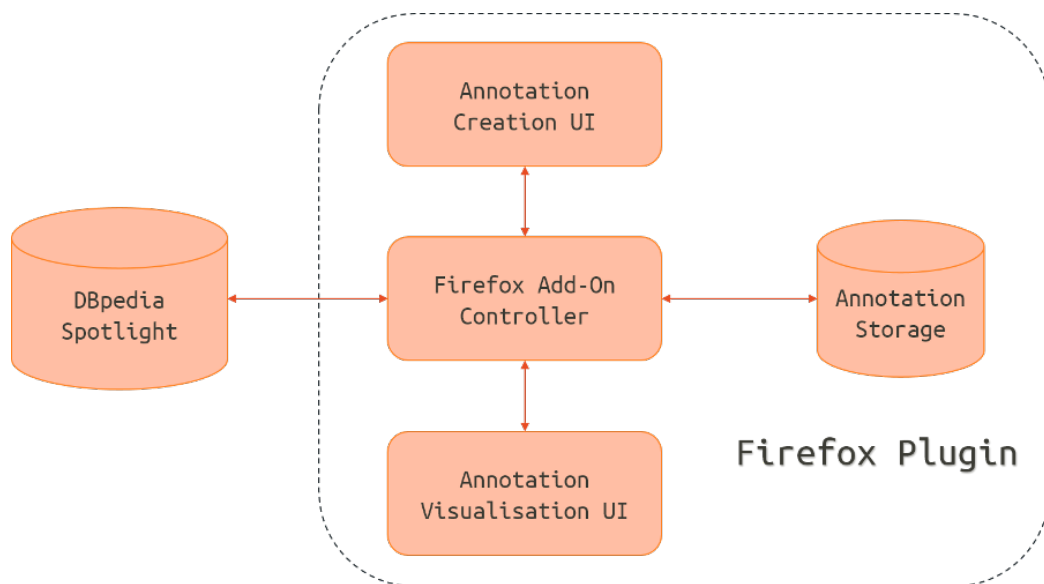 Annotation
Creation UI
DBpedia
Spotlight
Firefox Add-On
Controller
Annotation
Storage
Annotation
Visualisation UI
Firefox Plugin